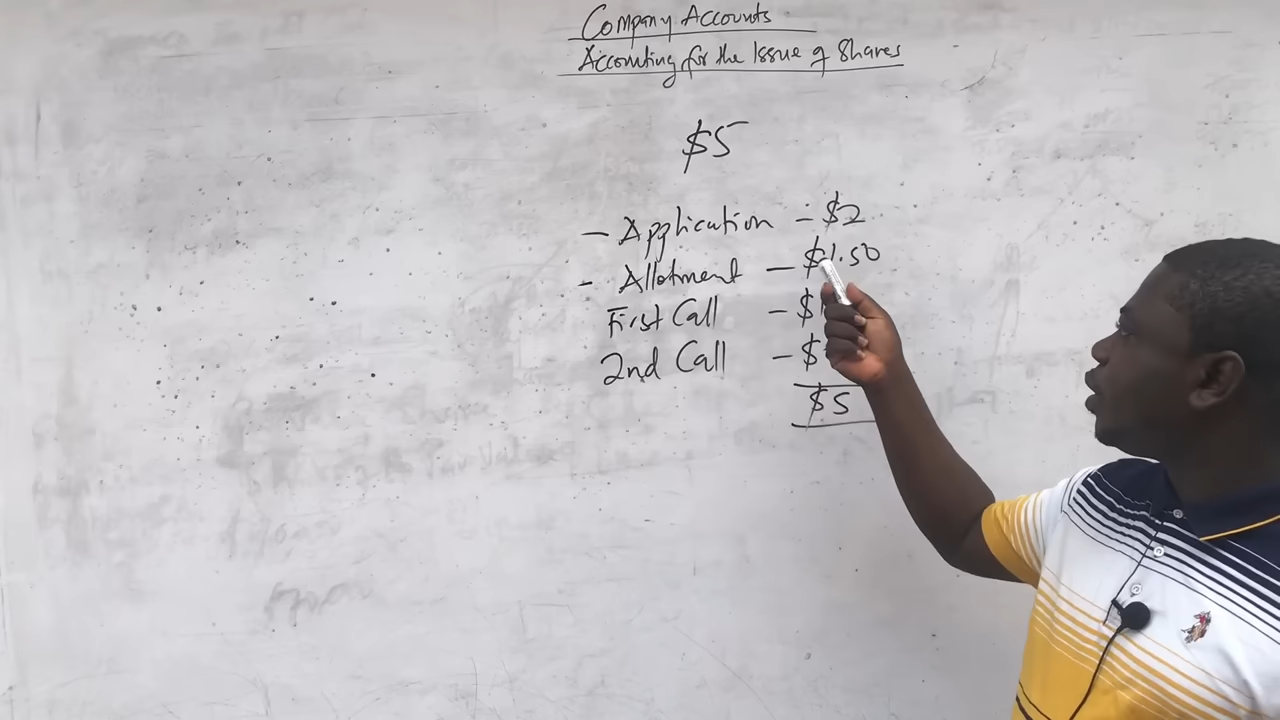 Company Accounts
Accounting for the Issue of Shares
$5
- Application - $2
- Allotment - $1.50
First Call - $1
2nd Call - $
$5